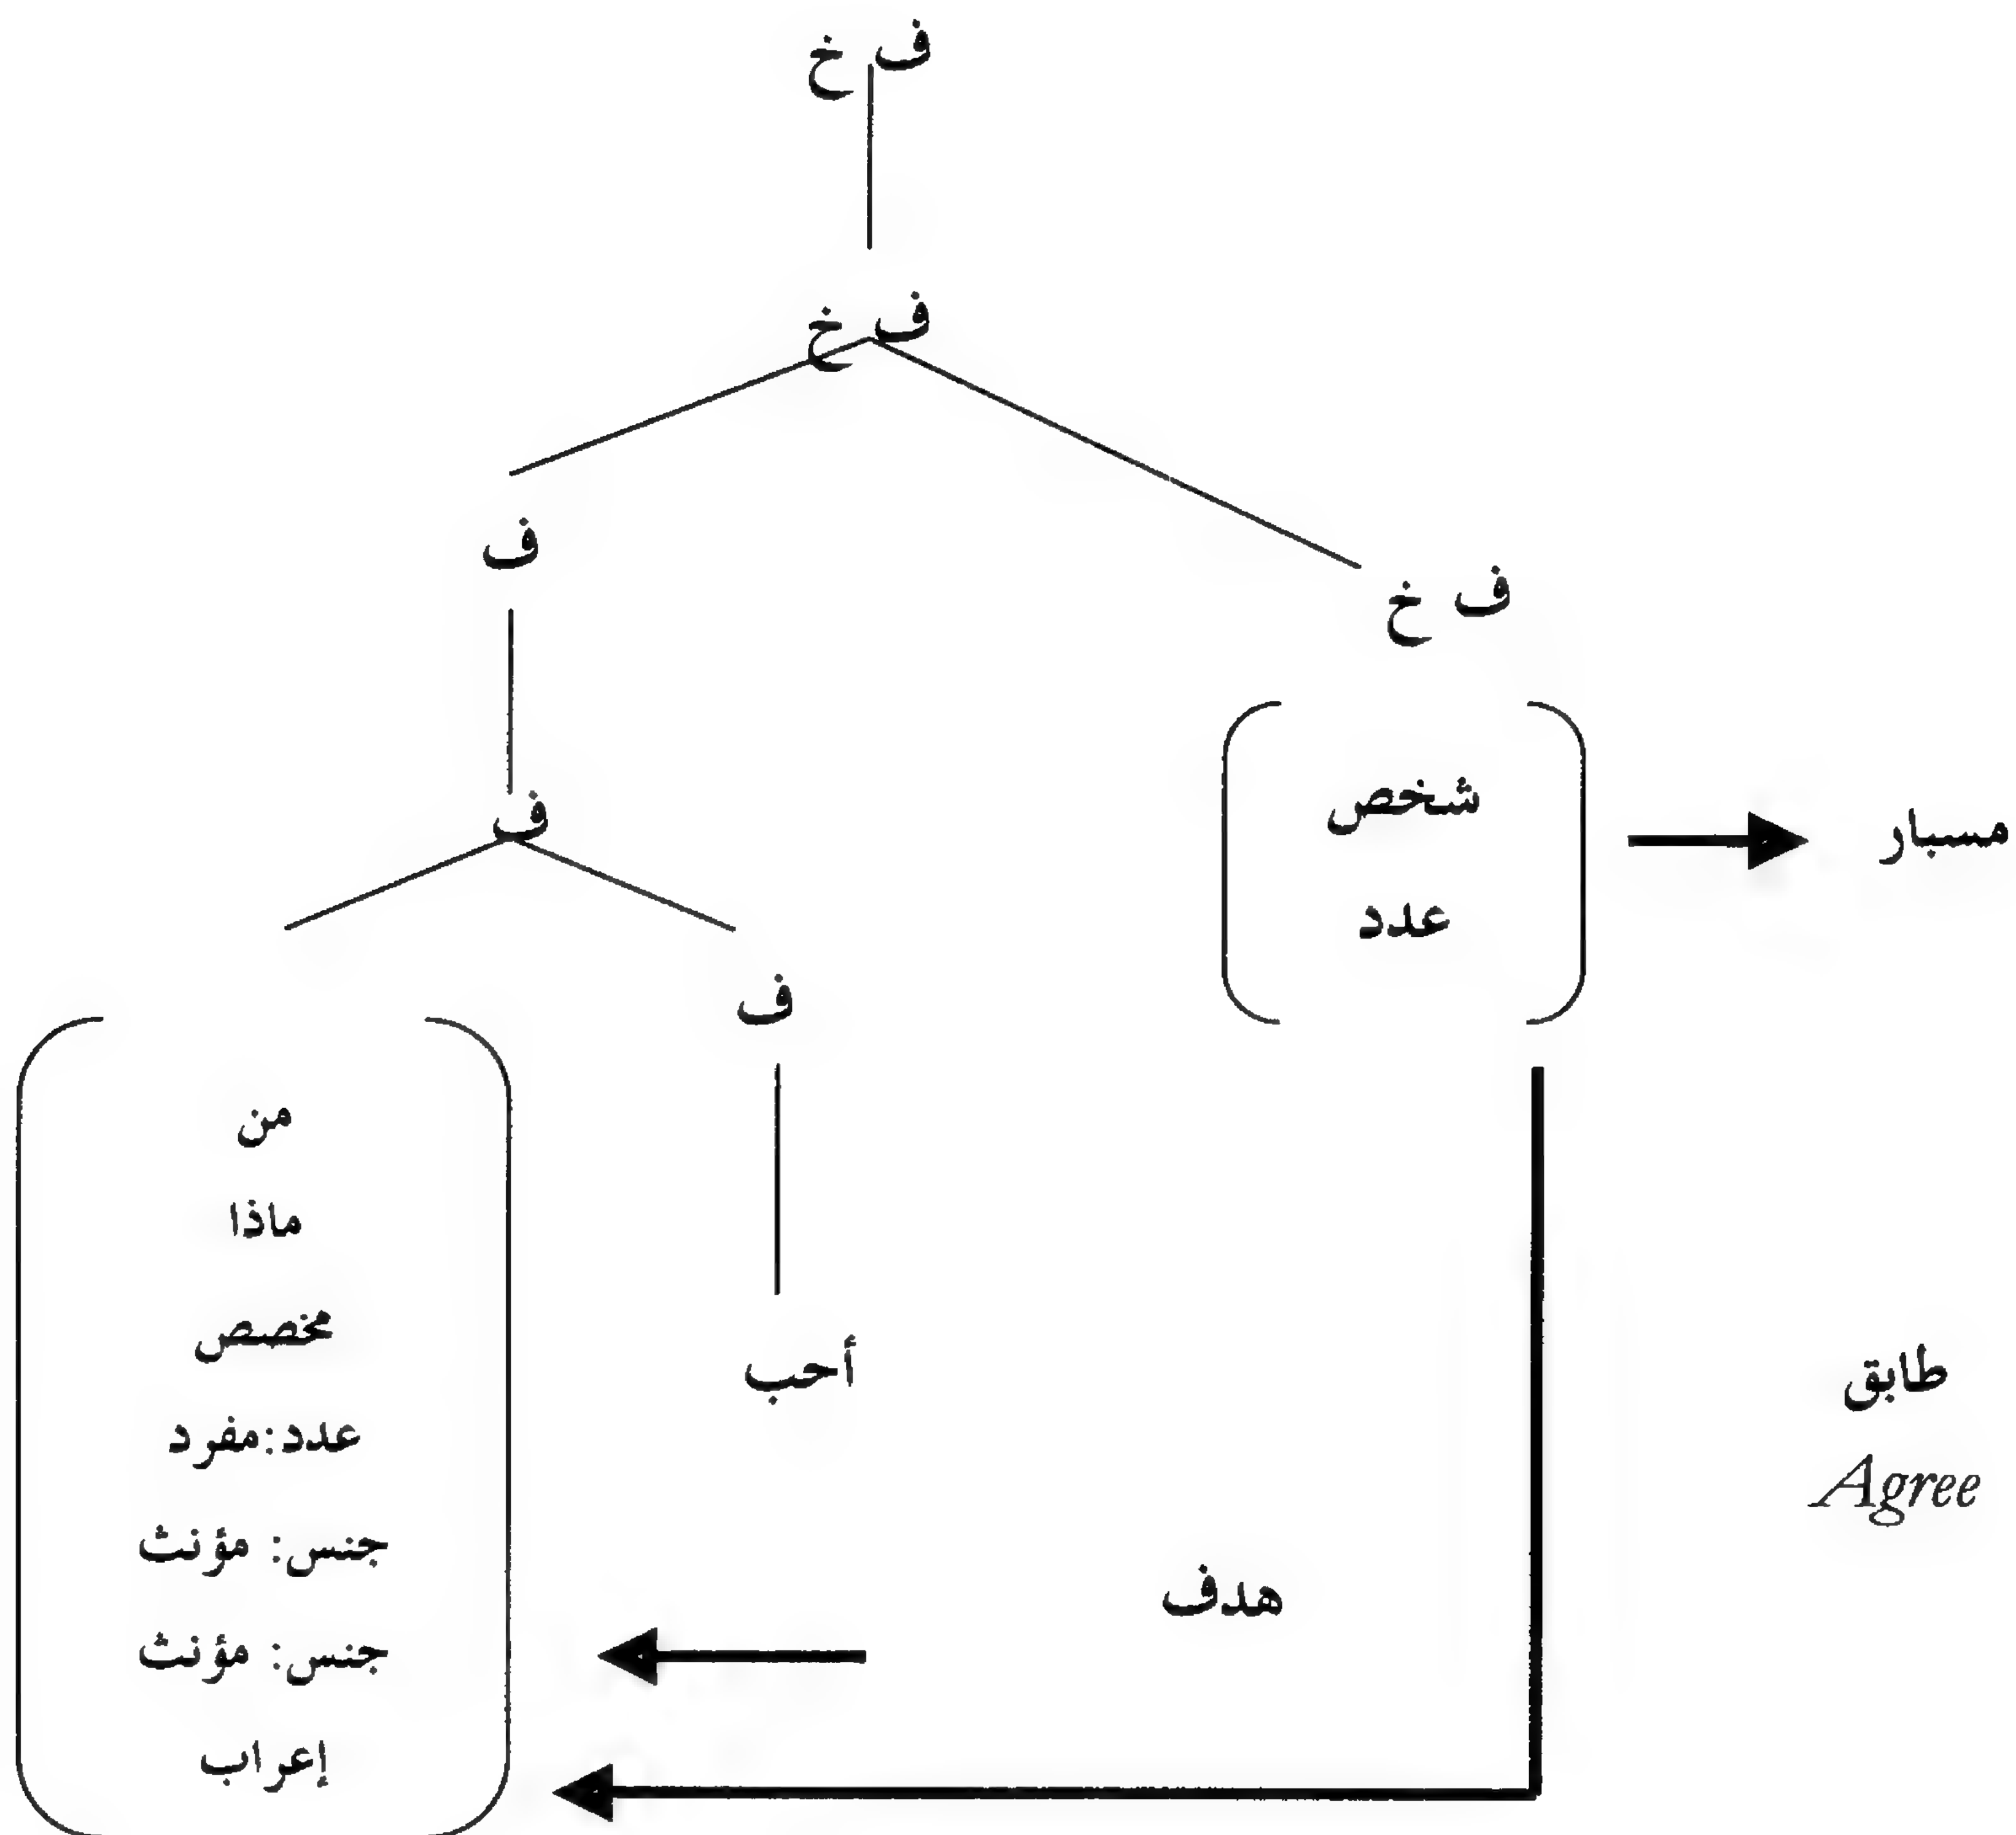 ف خ
ف خ
ف
ف خ
ف
شخص
عدد
مسبار
ف
من
ماذا
مخصص
عدد:مفرد
جنس: مؤنث
جنس: مؤنث
إعراب
أحب
طابق
Agree
هدف